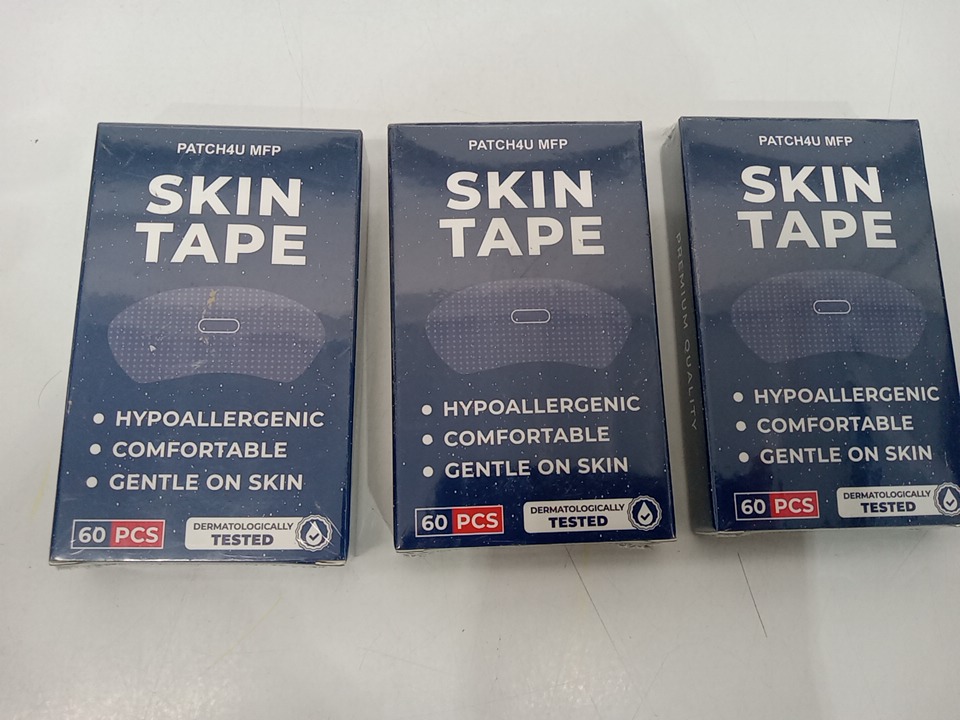 PATCH4U MFP
SKIN
TAPE
HYPOALLERGENIC
COMFORTABLE
GENTLE ON SKIN
60 PCS
DERMATOLOGICALLY
TESTED
PATCH4U MFP
SKIN
TAPE
HYPOALLERGENIC
COMFORTABLE
GENTLE ON SKIN
60 PCS
DERMATOLOGICALLY
TESTED
PREMIUM QUALITY
PATCH4U MFP
SKIN
TAPE
HYPOALLERGENIC
COMFORTABLE
GENTLE ON SKIN
60 PCS
DERMATOLOGICALLY
TESTED